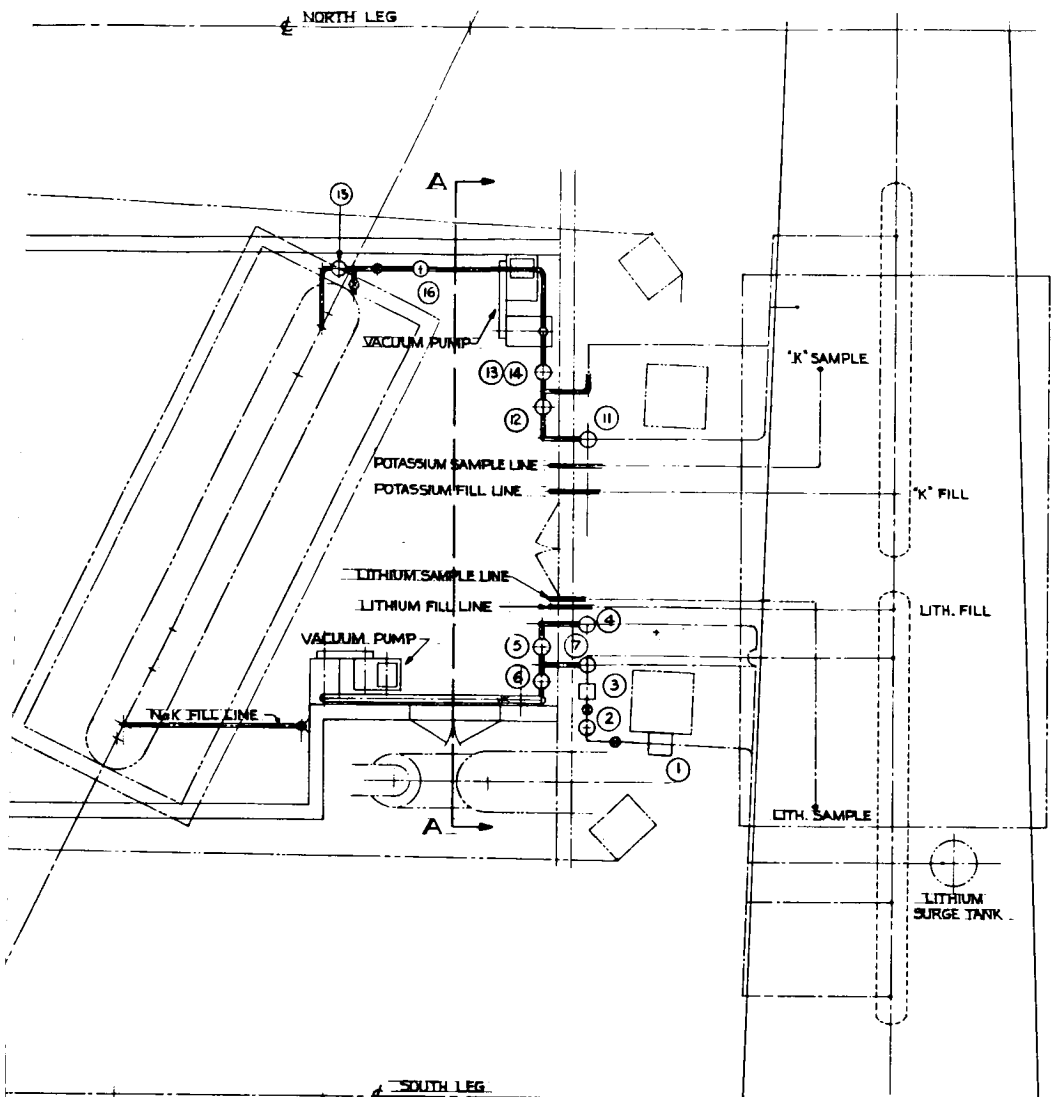 ℄ NORTH LEG
A
15
16
VACUUM PUMP
"K" SAMPLE
13 14
12
11
POTASSIUM SAMPLE LINE
POTASSIUM FILL LINE
"K" FILL
LITHIUM SAMPLE LINE
LITHIUM FILL LINE
LITH. FILL
4
5
7
VACUUM PUMP
6
3
NaK FILL LINE
2
1
A
LITH. SAMPLE
LITHIUM
SURGE TANK
℄ SOUTH LEG